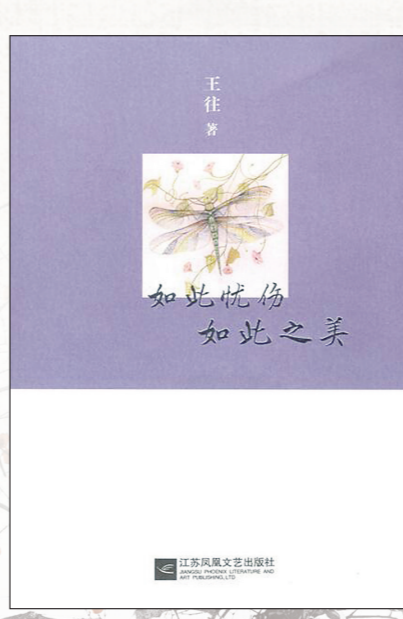 王往 著
如此忧伤
如此之美
江苏凤凰文艺出版社
JIANGSU PHOENIX LITERATURE AND
ART PUBLISHING,LTD